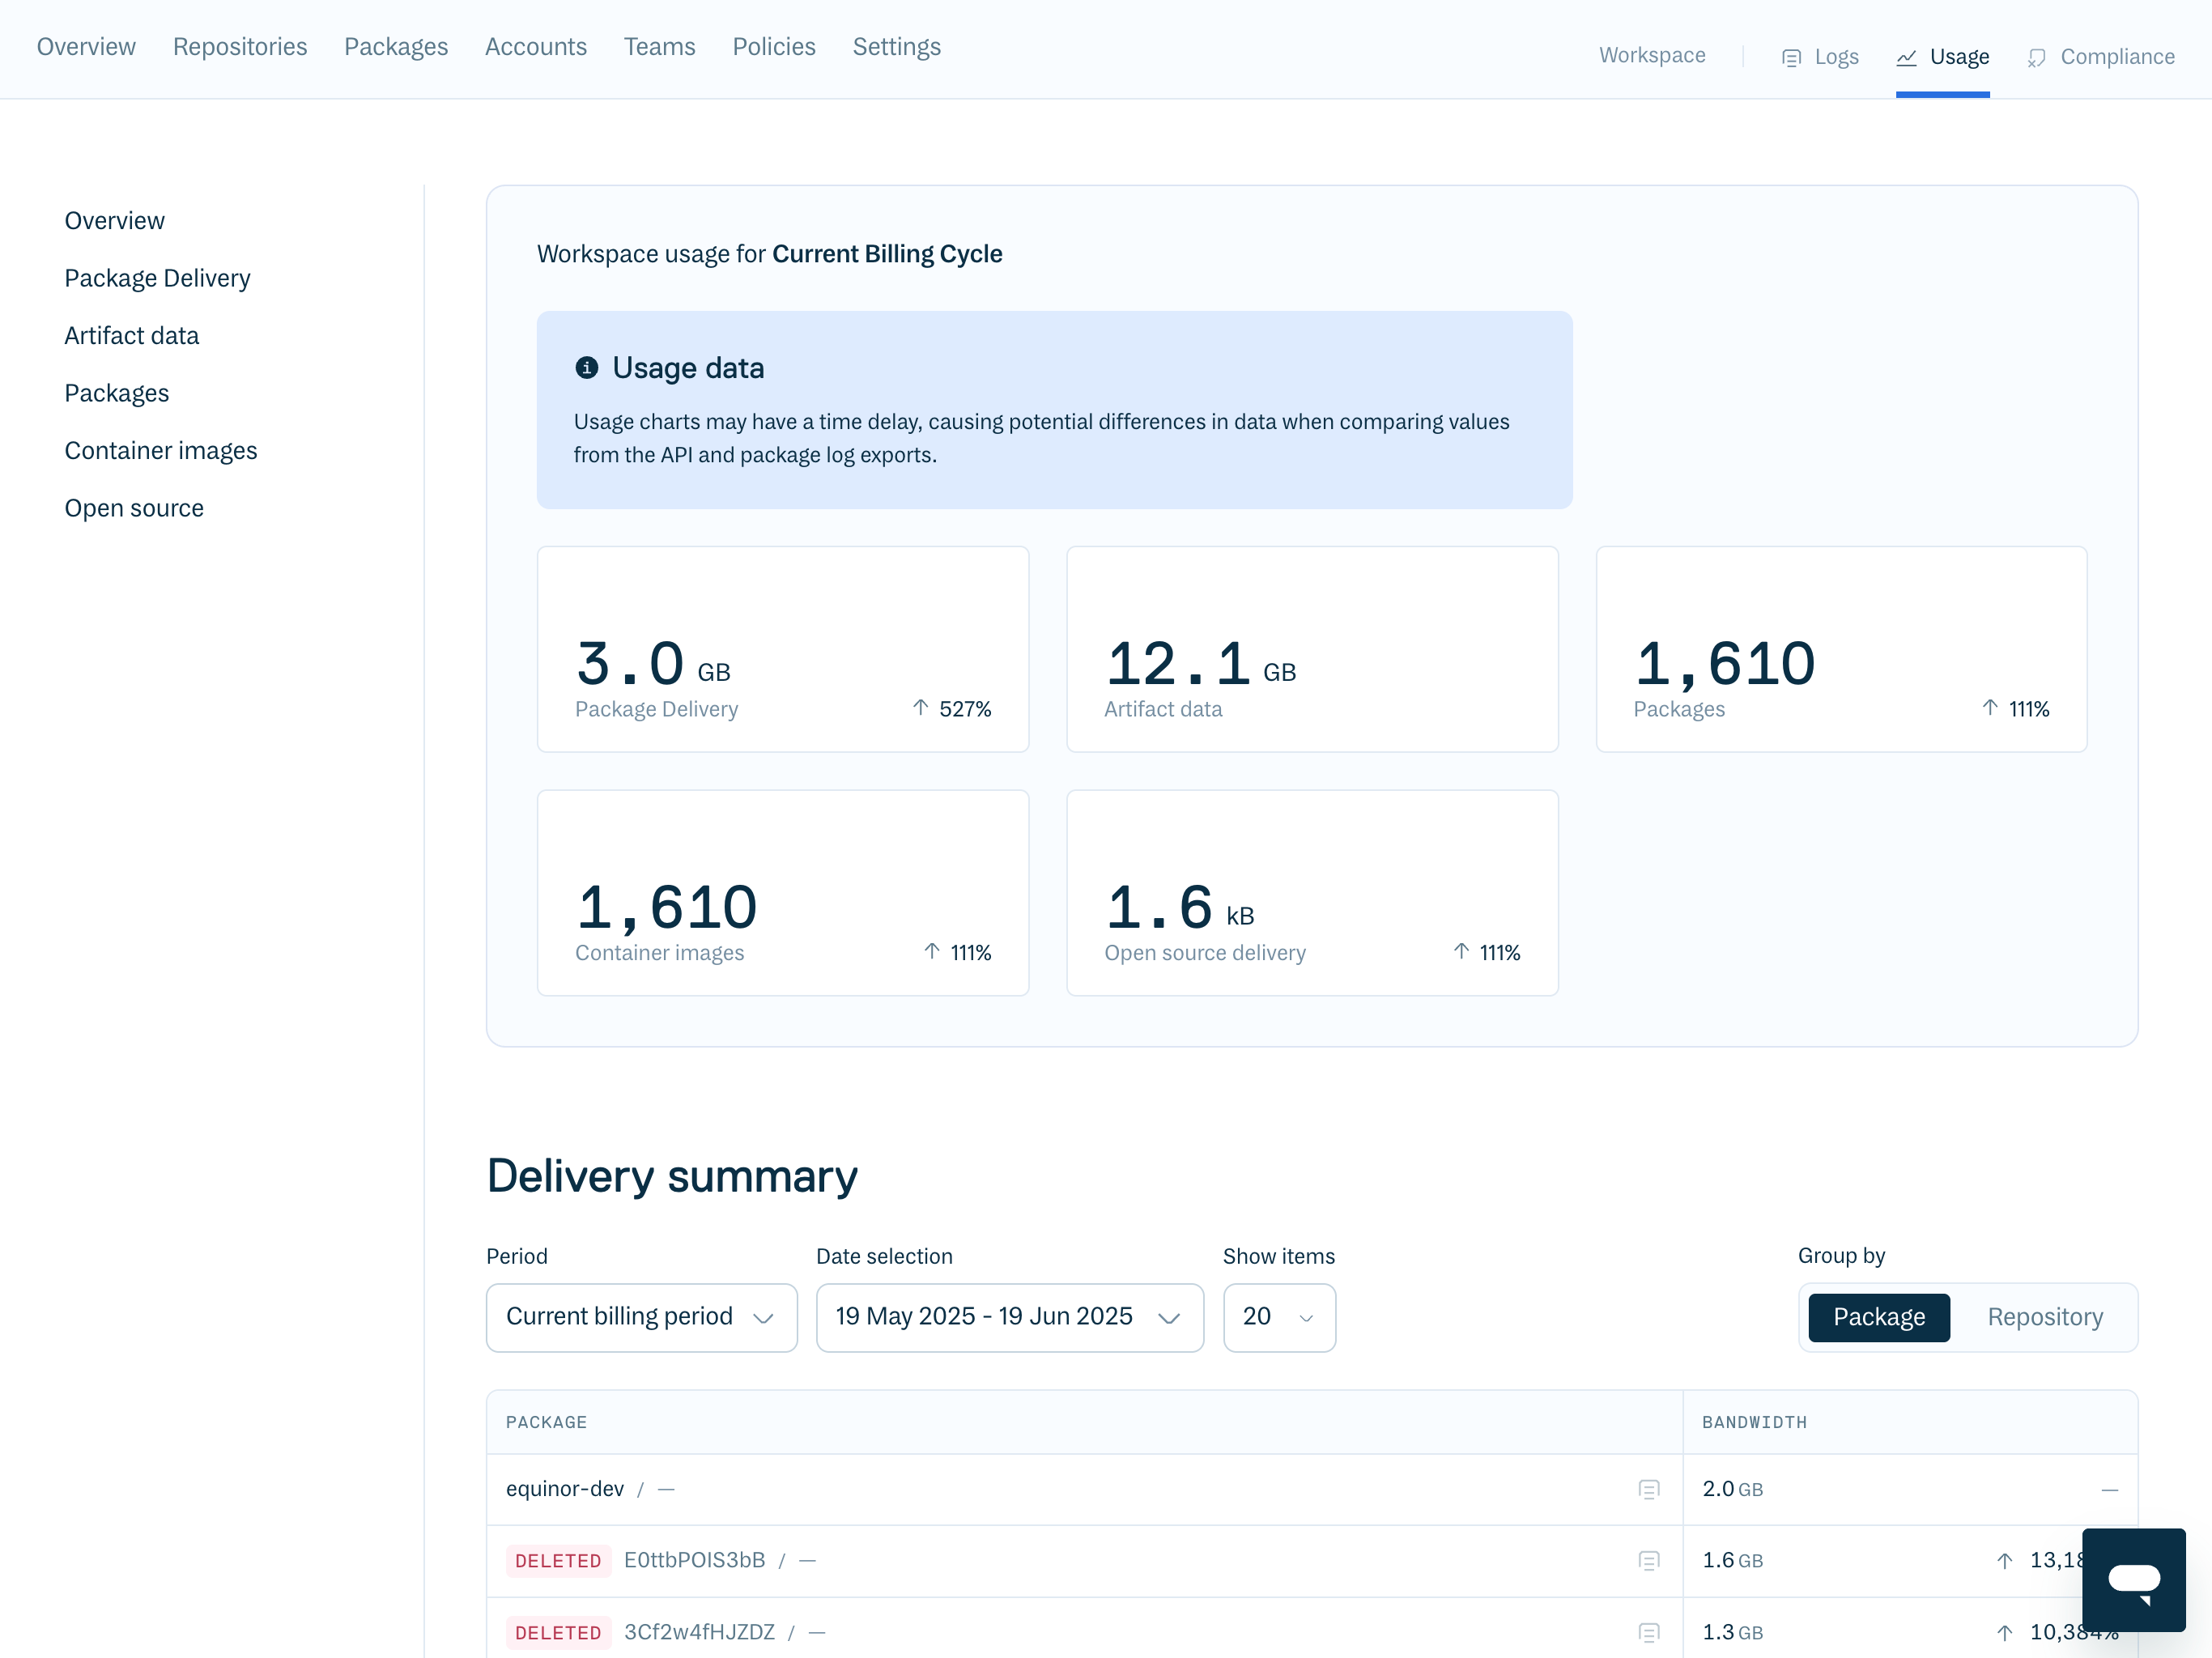 Overview Repositories Packages Accounts Teams Policies Settings Workspace Logs Usage Compliance
Overview
Package Delivery
Artifact data
Packages
Container images
Open source
Workspace usage for Current Billing Cycle
Usage data
Usage charts may have a time delay, causing potential differences in data when comparing values
from the API and package log exports.
3.0 GB
Package Delivery ↑ 527%
12.1 GB
Artifact data
1,610
Packages ↑ 111%
1,610
Container images ↑ 111%
1.6 kB
Open source delivery ↑ 111%
Delivery summary
Period Date selection Show items Group by
Current billing period 19 May 2025 - 19 Jun 2025 20 Package Repository
PACKAGE BANDWIDTH
equinor-dev / — 2.0 GB —
DELETED E0ttbPOIS3bB / — 1.6 GB ↑
DELETED 3Cf2w4fHJZDZ / — 1.3 GB ↑ 10,384%